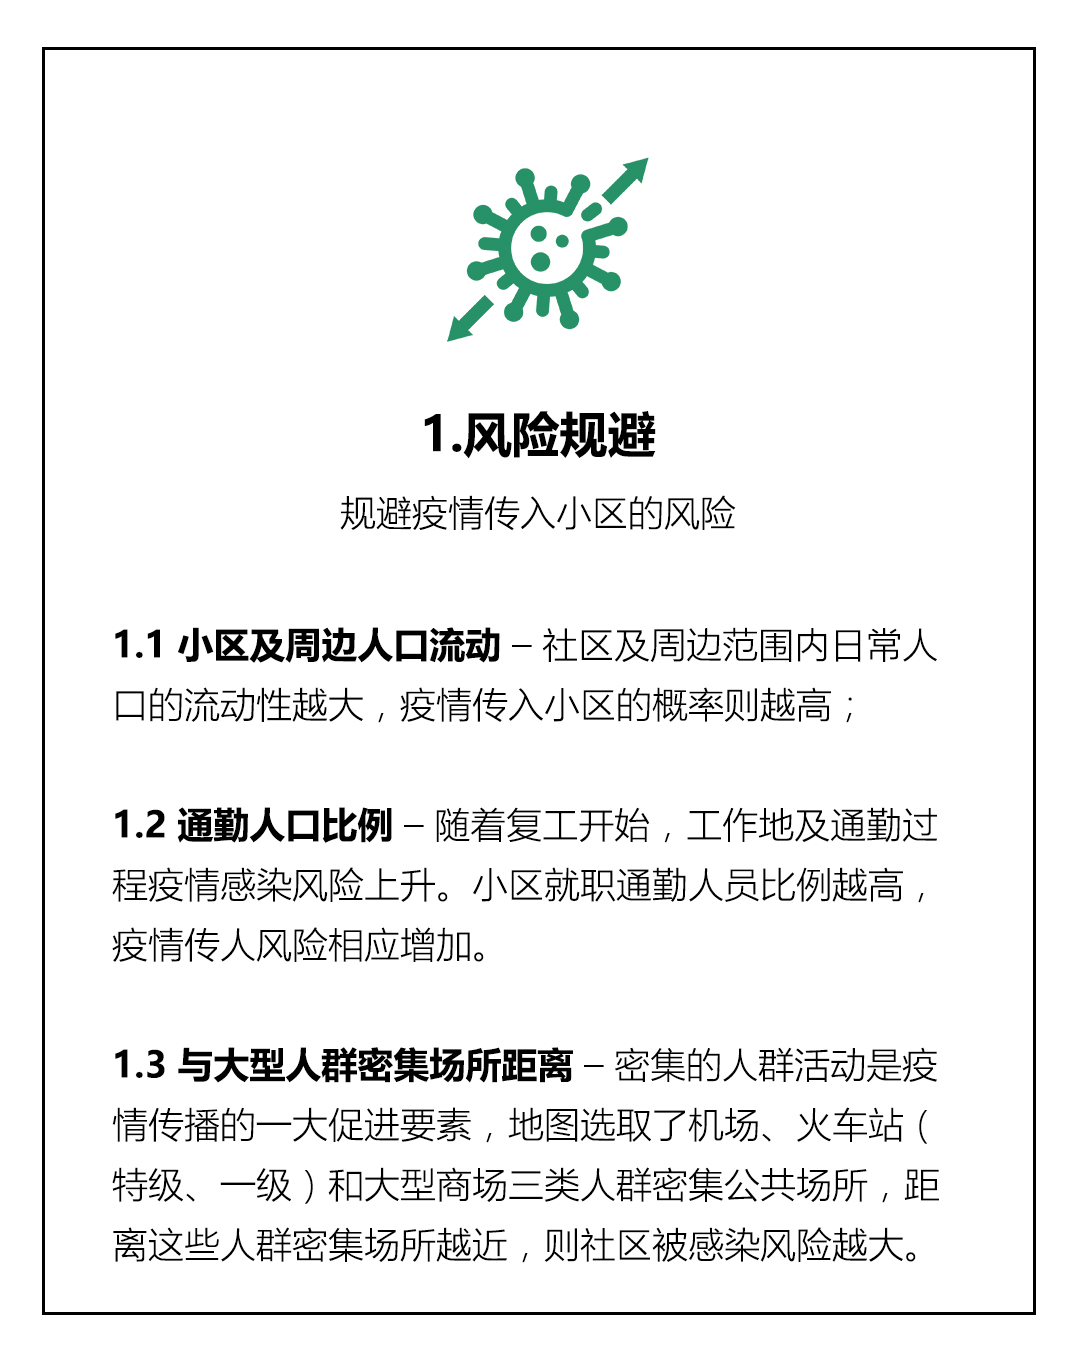 1.风险规避
规避疫情传入小区的风险
1.1 小区及周边人口流动 – 社区及周边范围内日常人
口的流动性越大，疫情传入小区的概率则越高；
1.2 通勤人口比例 – 随着复工开始，工作地及通勤过
程疫情感染风险上升。小区就职通勤人员比例越高，
疫情传人风险相应增加。
1.3 与大型人群密集场所距离 – 密集的人群活动是疫
情传播的一大促进要素，地图选取了机场、火车站（
特级、一级）和大型商场三类人群密集公共场所，距
离这些人群密集场所越近，则社区被感染风险越大。